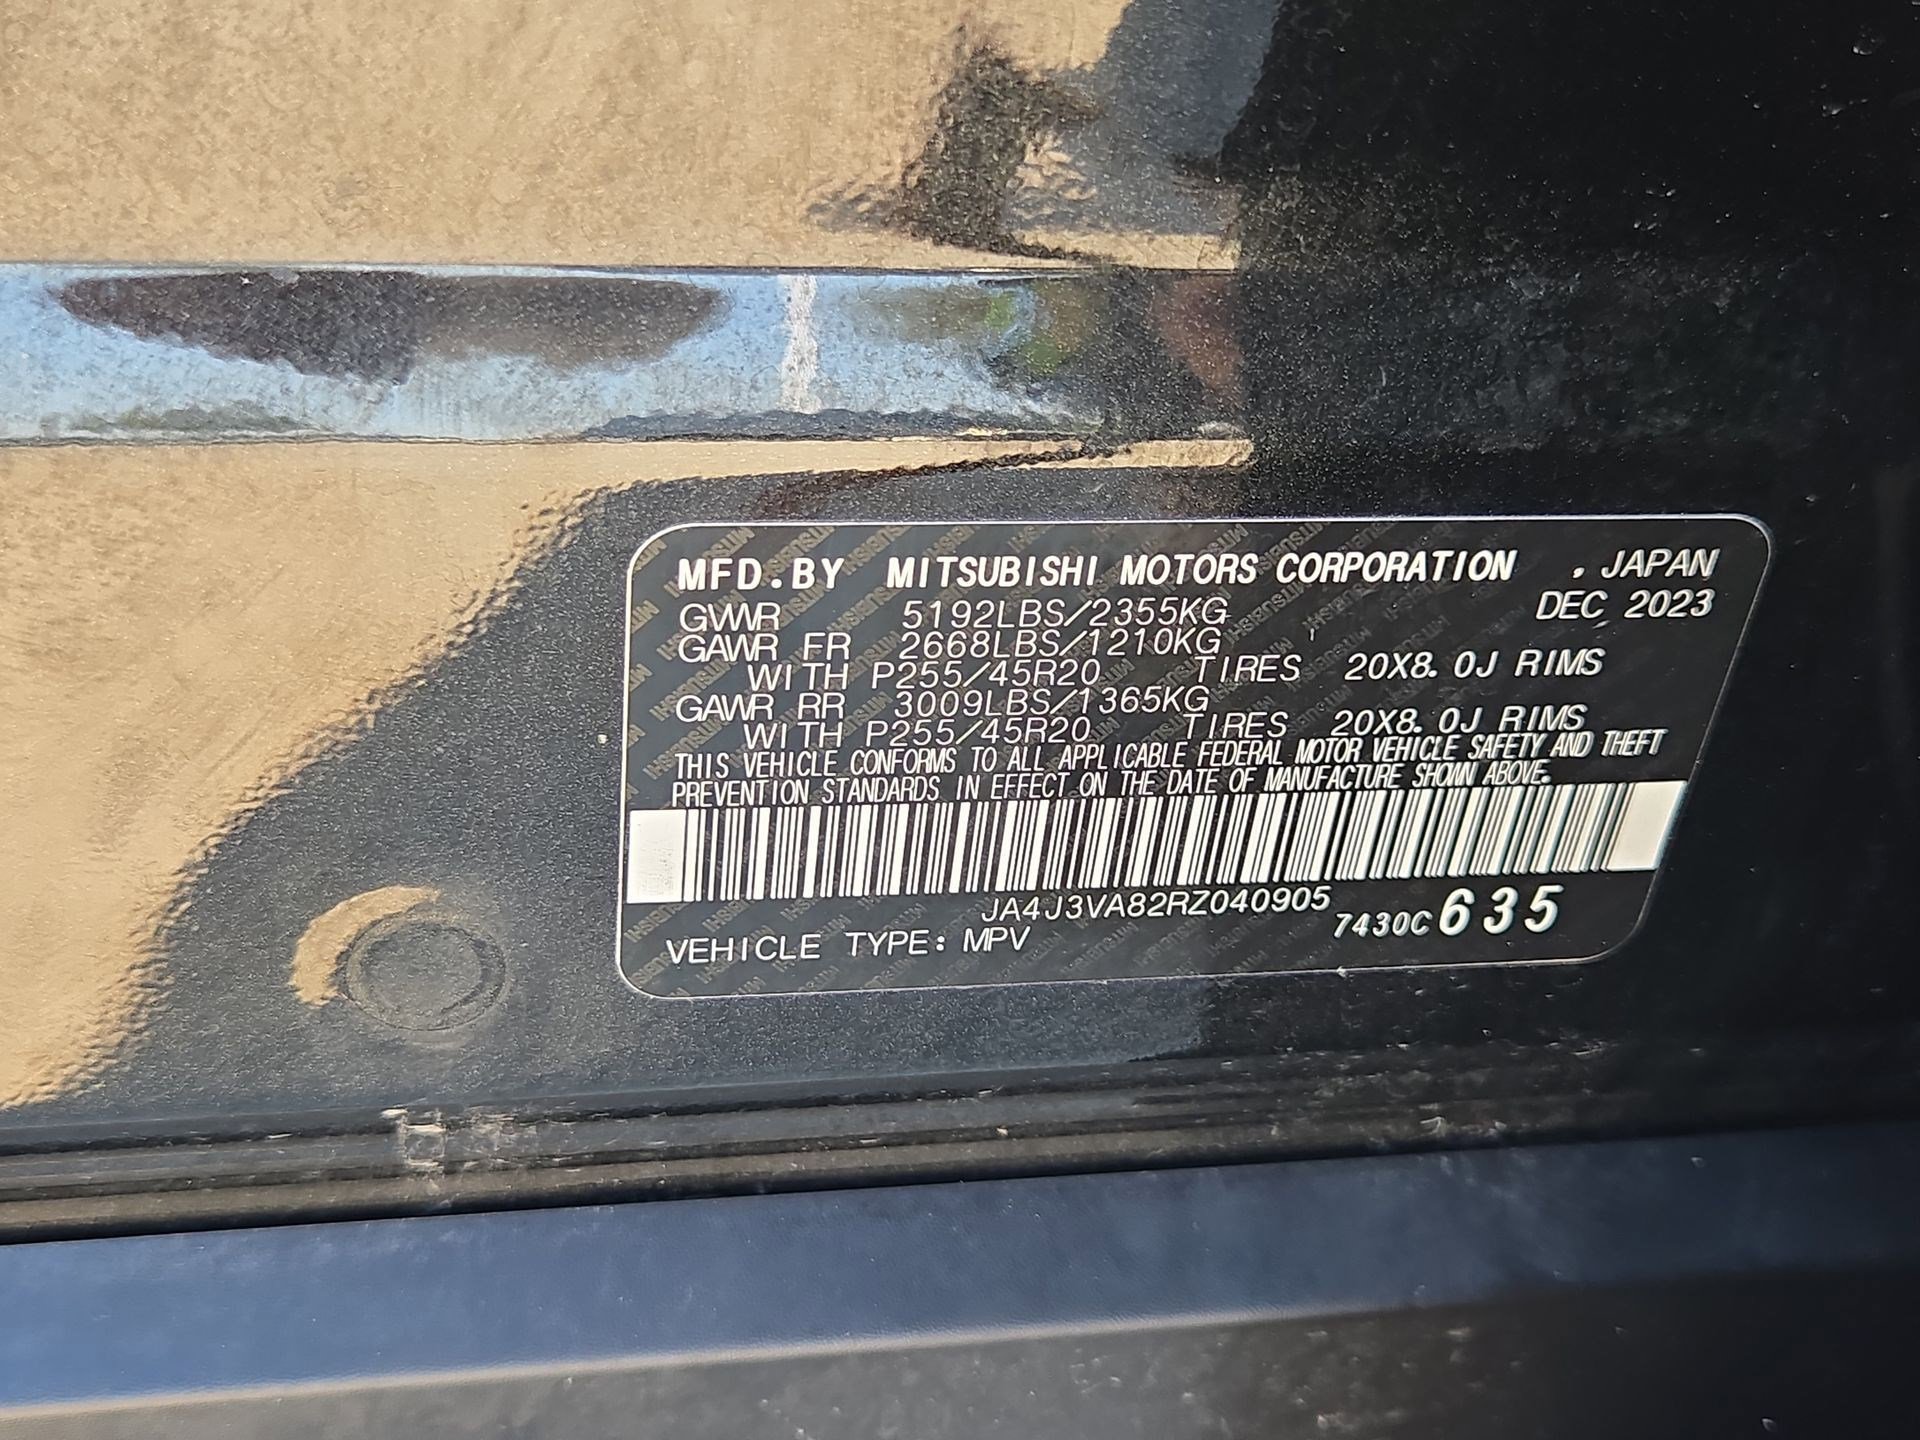 MFD.BY MITSUBISHI MOTORS CORPORATION . JAPAN
GVWR 5192LBS/2355KG DEC 2023
GAWR FR 2668LBS/1210KG
WITH P255/45R20 TIRES 20X8.0J RIMS
GAWR RR 3009LBS/1365KG
WITH P255/45R20 TIRES 20X8.0J RIMS
THIS VEHICLE CONFORMS TO ALL APPLICABLE FEDERAL MOTOR VEHICLE SAFETY AND THEFT
PREVENTION STANDARDS IN EFFECT ON THE DATE OF MANUFACTURE SHOWN ABOVE.
JA4J3VA82RZ040905
VEHICLE TYPE: MPV 7430C 635